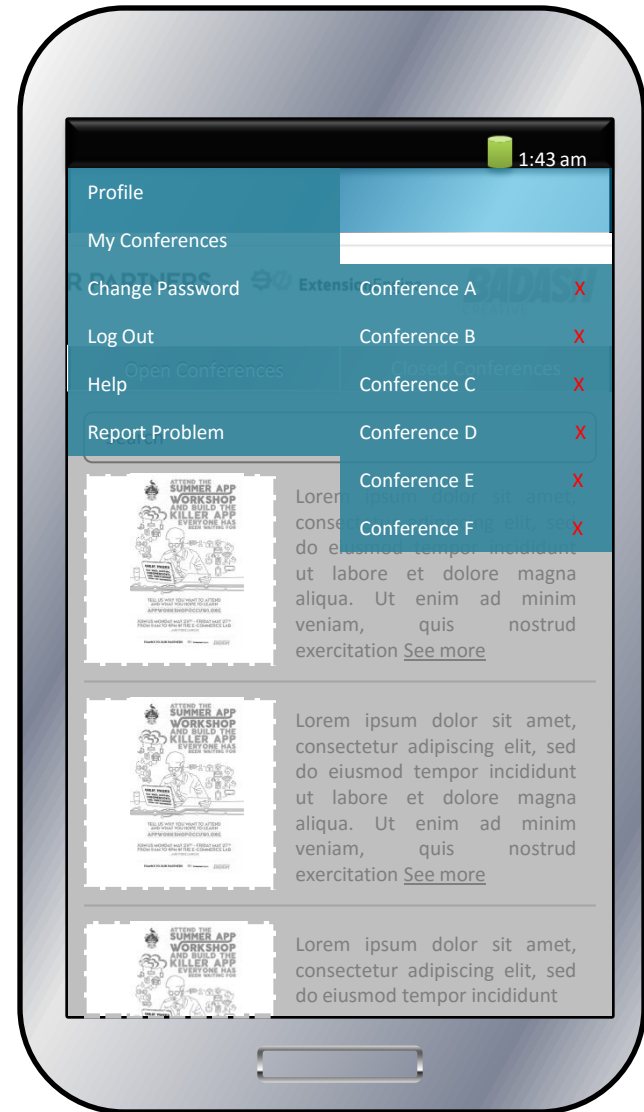 1:43 am
Profile
My Conferences
R PARTNERS
BADASH
Change Password
Log Out
Help
Report Problem
Conference A X
Conference B X
Conference C X
Conference D X
Conference E X
Conference F X
Open Conferences
Closed Conferences
ATTEND THE
SUMMER APP
WORKSHOP
AND BUILD THE
KILLER APP
EVERYONE HAS
BEEN WAITING FOR
Lorem ipsum dolor sit amet,
consectetur adipiscing elit, sed
do eiusmod tempor incididunt
ut labore et dolore magna
aliqua. Ut enim ad minim
veniam, quis nostrud
exercitation See more
ATTEND THE
SUMMER APP
WORKSHOP
AND BUILD THE
KILLER APP
EVERYONE HAS
BEEN WAITING FOR
Lorem ipsum dolor sit amet,
consectetur adipiscing elit, sed
do eiusmod tempor incididunt
ut labore et dolore magna
aliqua. Ut enim ad minim
veniam, quis nostrud
exercitation See more
ATTEND THE
SUMMER APP
WORKSHOP
AND BUILD THE
KILLER APP
EVERYONE HAS
BEEN WAITING FOR
Lorem ipsum dolor sit amet,
consectetur adipiscing elit, sed
do eiusmod tempor incididunt